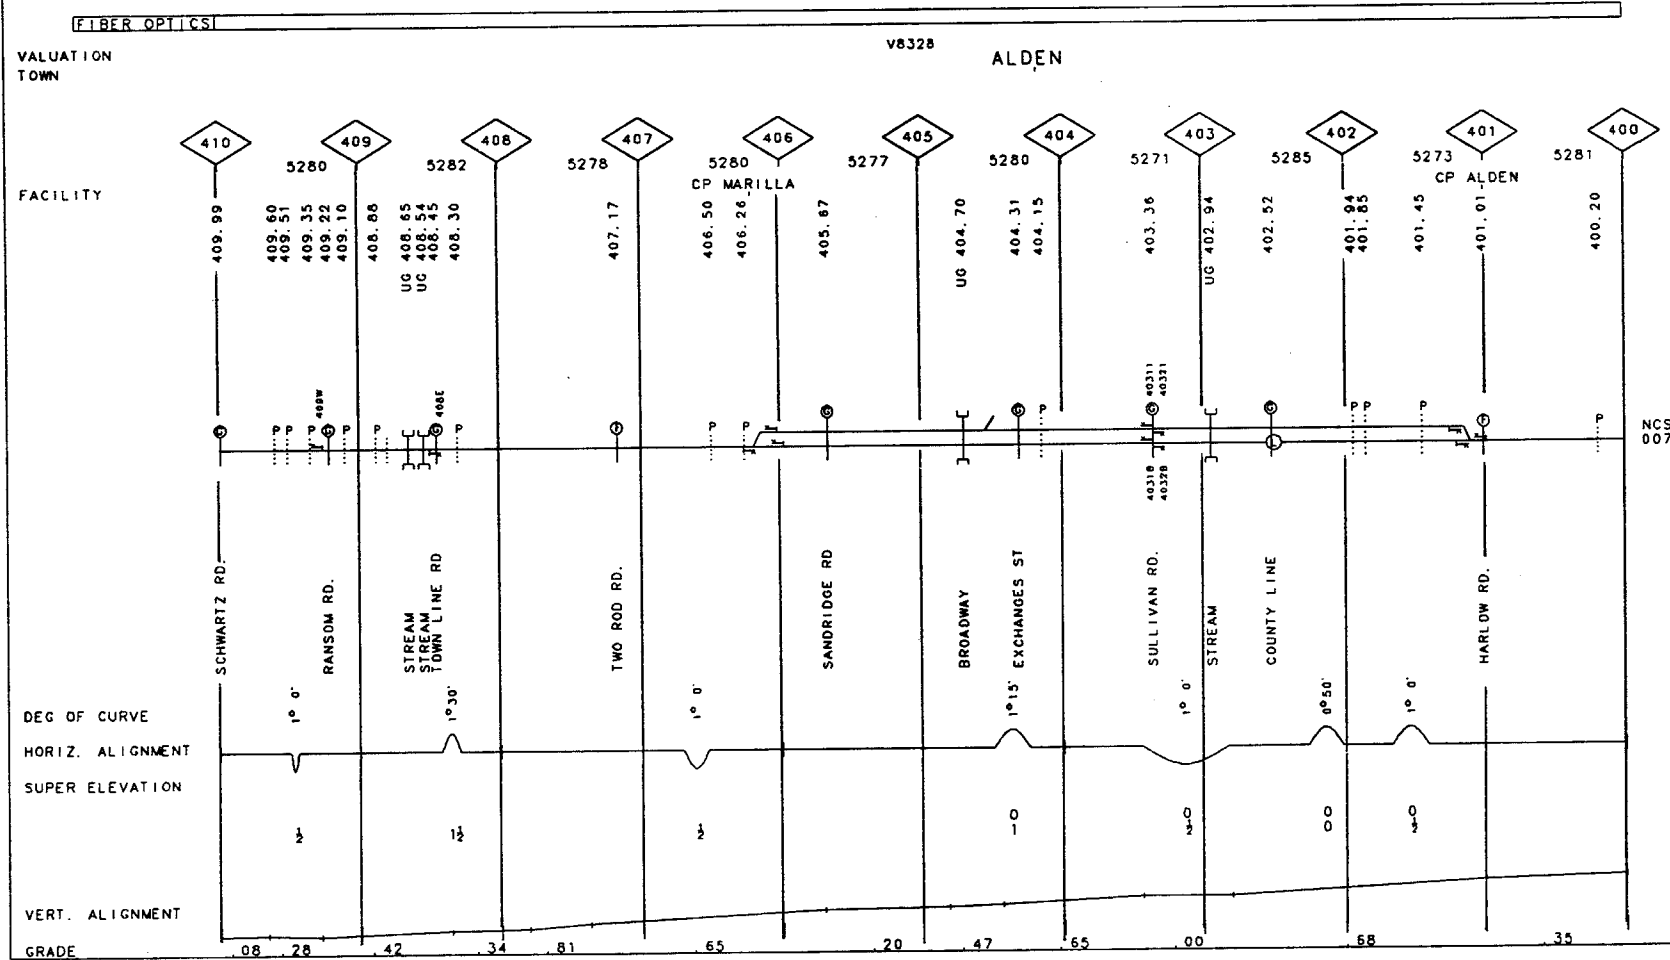 FIBER OPTICS
VALUATION V8328
TOWN ALDEN
410 409 408 407 406 405 404 403 402 401 400
5280 5282 5278 5280 5277 5280 5271 5285 5273 5281
CP MARILLA CP ALDEN
FACILITY
409.99 409.60 409.51 409.35 409.22 409.10 408.88 UG 408.65 UG 408.54 408.45 408.30 407.17 406.50 406.26 405.67 UG 404.70 404.31 404.15 403.36 UG 402.94 402.52 401.94 401.85 401.45 401.01 400.20
409W 408E 40311 40321
G P P P G P P G P P P G G P G G P P P P
NCS
007
L
40318 40328
SCHWARTZ RD. RANSOM RD. STREAM STREAM TOWN LINE RD TWO ROD RD. SANDRIDGE RD BROADWAY EXCHANGES ST SULLIVAN RD. STREAM COUNTY LINE HARLOW RD.
DEG OF CURVE 1° 0' 1°30' 1° 0' 1°15' 1° 0' 0°50' 1° 0'
HORIZ. ALIGNMENT
SUPER ELEVATION
0 0 0 0
½ 1½ ½ 1 ½ 0 ½
VERT. ALIGNMENT
GRADE .08 .28 .42 .34 .81 .65 .20 .47 .65 .00 .68 .35